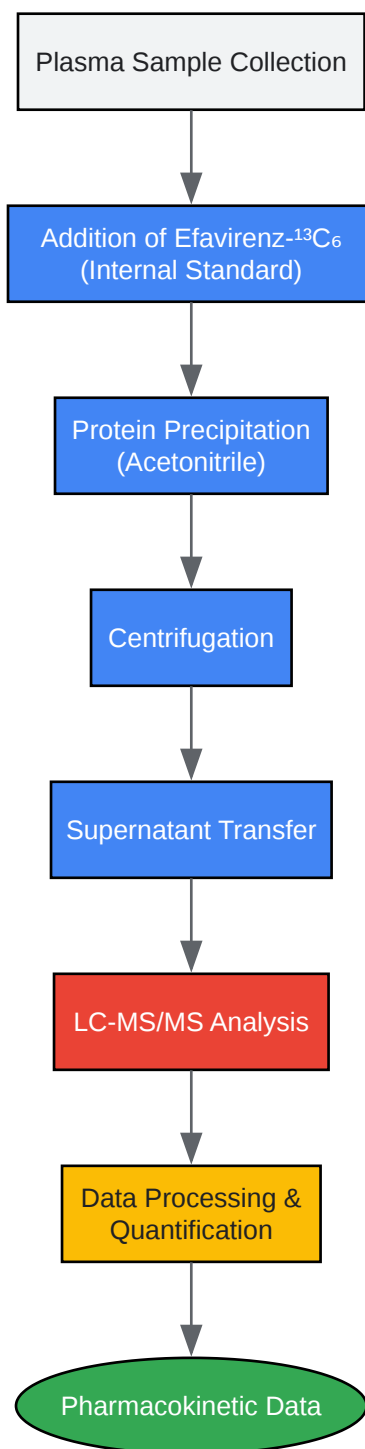 Plasma Sample Collection
Addition of Efavirenz-¹³C₆
(Internal Standard)
Protein Precipitation
(Acetonitrile)
Centrifugation
Supernatant Transfer
LC-MS/MS Analysis
Data Processing &
Quantification
Pharmacokinetic Data